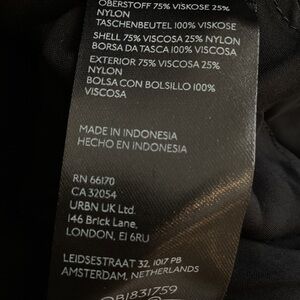 OBERSTOFF 75% VISKOSE 25%
NYLON
TASCHENBEUTEL 100% VISKOSE
SHELL 75% VISCOSA 25% NYLON
BORSA DA TASCA 100% VISCOSA
EXTERIOR 75% VISCOSA 25%
NYLON
BOLSA CON BOLSILLO 100%
VISCOSA
MADE IN INDONESIA
HECHO EN INDONESIA
RN 66170
CA 32054
URBN UK Ltd.
146 Brick Lane,
LONDON, E1 6RU
LEIDSESTRAAT 32, 1017 PB
AMSTERDAM, NETHERLANDS